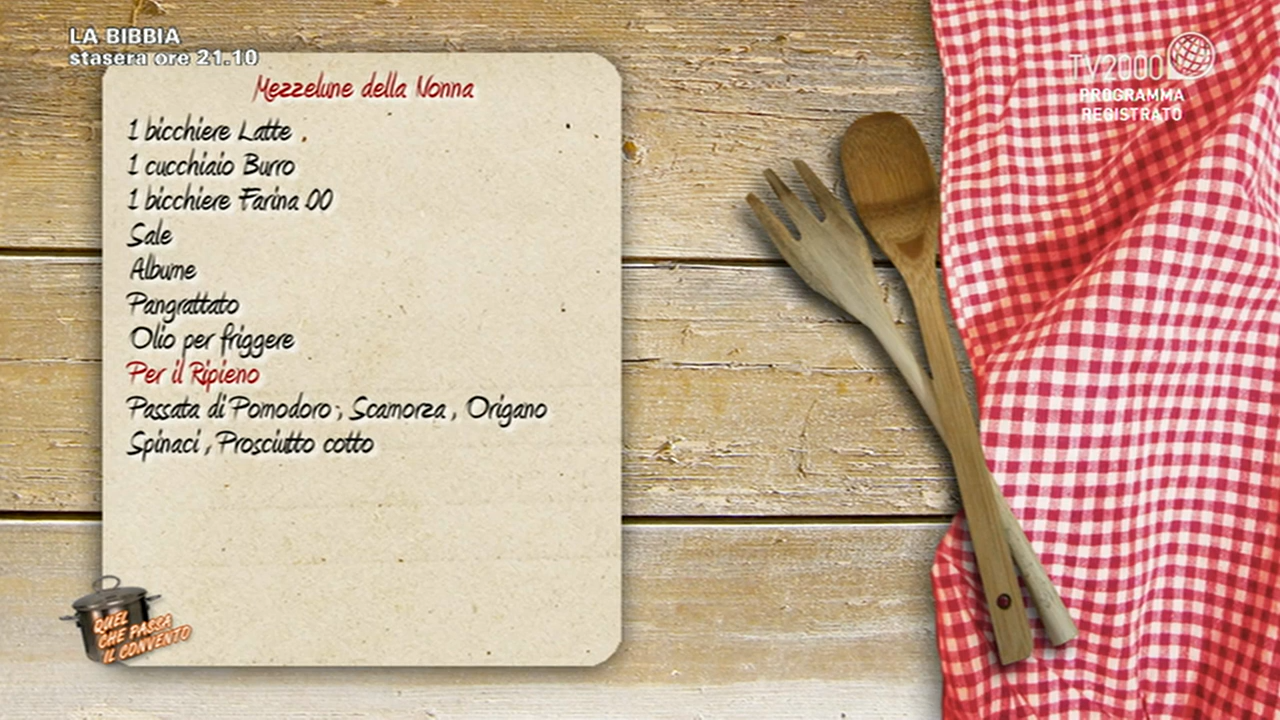 LA BIBBIA
stasera ore 21.10
TV2000
PROGRAMMA
REGISTRATO
Mezzelune della Nonna
1 bicchiere Latte
1 cucchiaio Burro
1 bicchiere Farina 00
Sale
Albume
Pangrattato
Olio per friggere
Per il Ripieno
Passata di Pomodoro, Scamorza, Origano
Spinaci, Prosciutto cotto
QUEL
CHE PASSA
IL CONVENTO